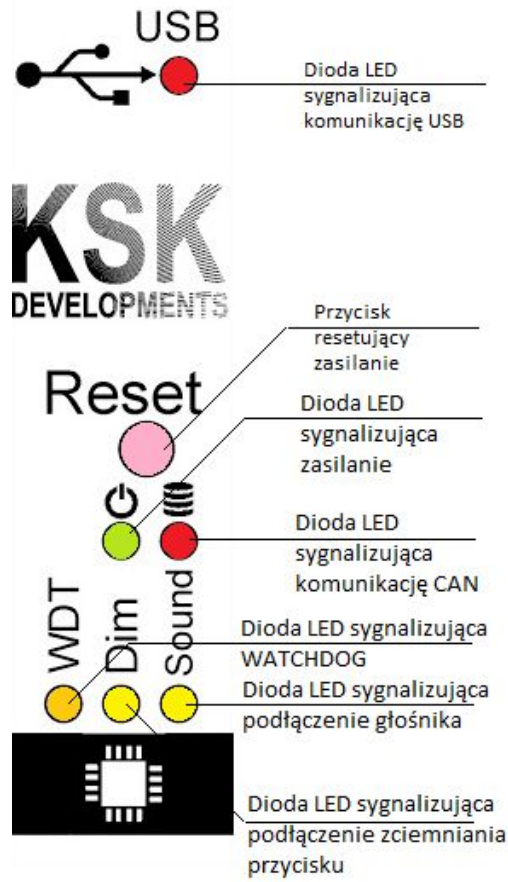 USB
Dioda LED
sygnalizująca
komunikację USB
KSK
DEVELOPMENTS
Przycisk
resetujący
zasilanie
Reset
Dioda LED
sygnalizująca
zasilanie
Dioda LED
sygnalizująca
komunikację CAN
WDT
Dim
Sound
Dioda LED sygnalizująca
WATCHDOG
Dioda LED sygnalizująca
podłączenie głośnika
Dioda LED sygnalizująca
podłączenie zciemniania
przycisku